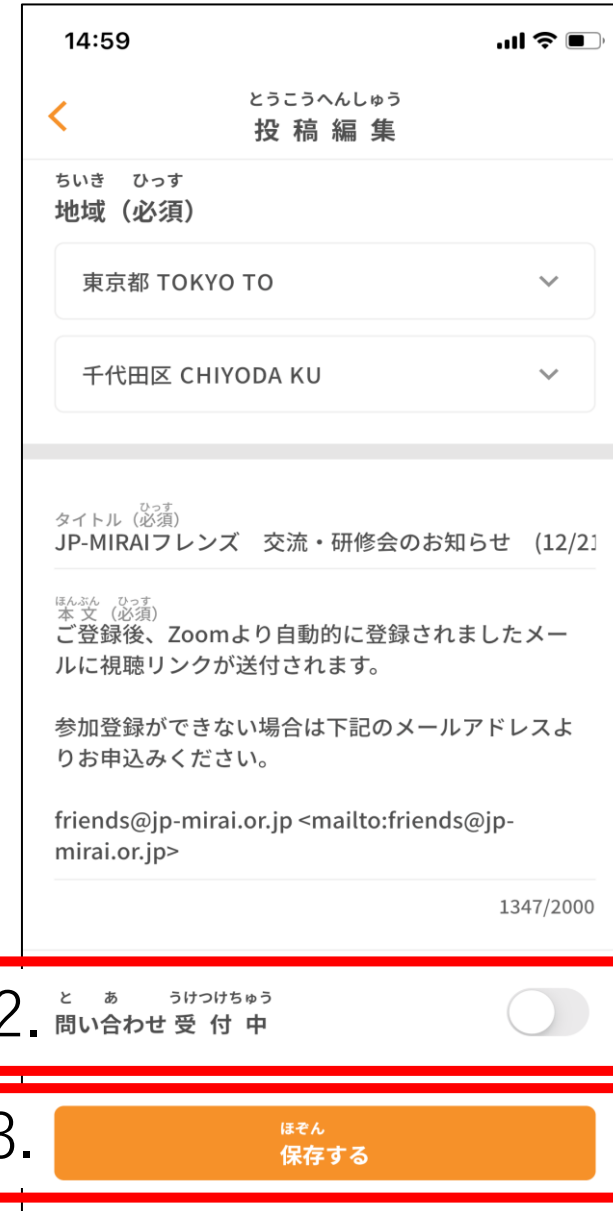 14:59
とうこうへんしゅう
投稿編集
ちいき ひっす
地域（必須）
東京都 TOKYO TO
千代田区 CHIYODA KU
ひっす
タイトル（必須）
JP-MIRAIフレンズ　交流・研修会のお知らせ　(12/21
ほんぶん ひっす
本文（必須）
ご登録後、Zoomより自動的に登録されましたメー
ルに視聴リンクが送付されます。
参加登録ができない場合は下記のメールアドレスよ
りお申込みください。
friends@jp-mirai.or.jp <mailto:friends@jp-
mirai.or.jp>
1347/2000
2.
と あ うけつけちゅう
問い合わせ受付中
3.
ほぞん
保存する